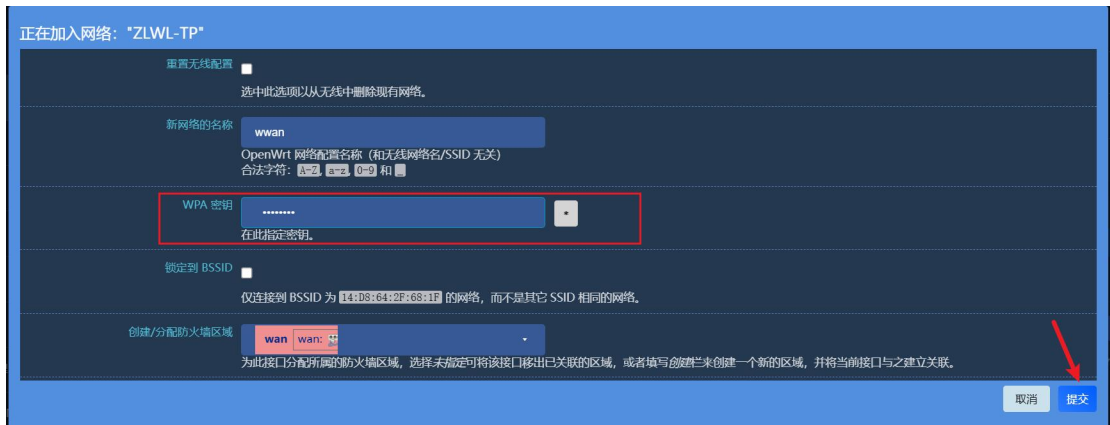 正在加入网络："ZLWL-TP"
重置无线配置
选中此选项以从无线中删除现有网络。
新网络的名称
wwan
OpenWrt 网络配置名称（和无线网络名/SSID 无关）
合法字符：A-Z, a-z, 0-9 和 _
WPA 密钥
••••••••
*
在此指定密钥。
锁定到 BSSID
仅连接到 BSSID 为 14:D8:64:2F:68:1F 的网络，而不是其它 SSID 相同的网络。
创建/分配防火墙区域
wan wan:
为此接口分配所属的防火墙区域，选择未指定可将该接口移出已关联的区域，或者填写创建栏来创建一个新的区域，并将当前接口与之建立关联。
取消 提交